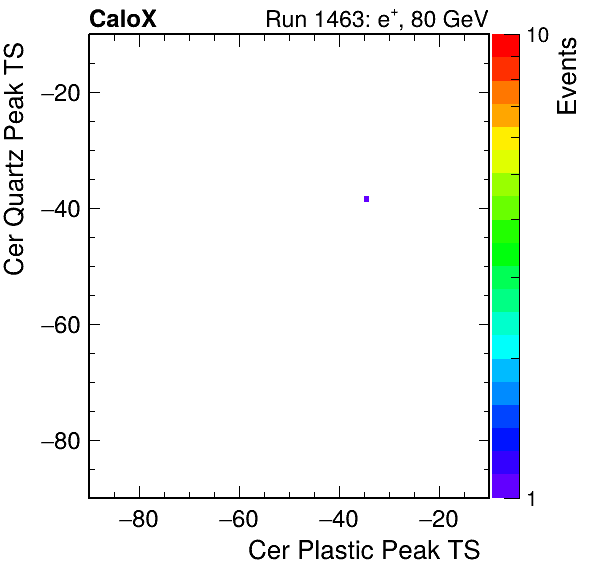 CaloX Run 1463: e⁺, 80 GeV
10
Events
Cer Quartz Peak TS
−20
−40
−60
−80
1
−80 −60 −40 −20
Cer Plastic Peak TS